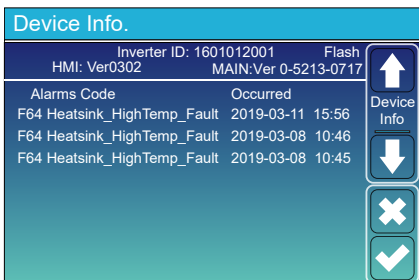 Device Info.
Inverter ID: 1601012001 Flash
HMI: Ver0302 MAIN:Ver 0-5213-0717
Alarms Code Occurred
F64 Heatsink_HighTemp_Fault 2019-03-11 15:56
F64 Heatsink_HighTemp_Fault 2019-03-08 10:46
F64 Heatsink_HighTemp_Fault 2019-03-08 10:45
Device
Info